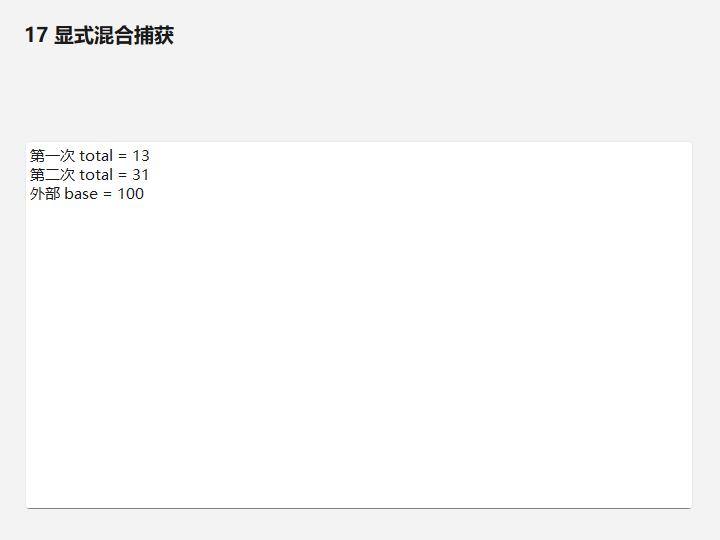 17 显式混合捕获
第一次 total = 13
第二次 total = 31
外部 base = 100